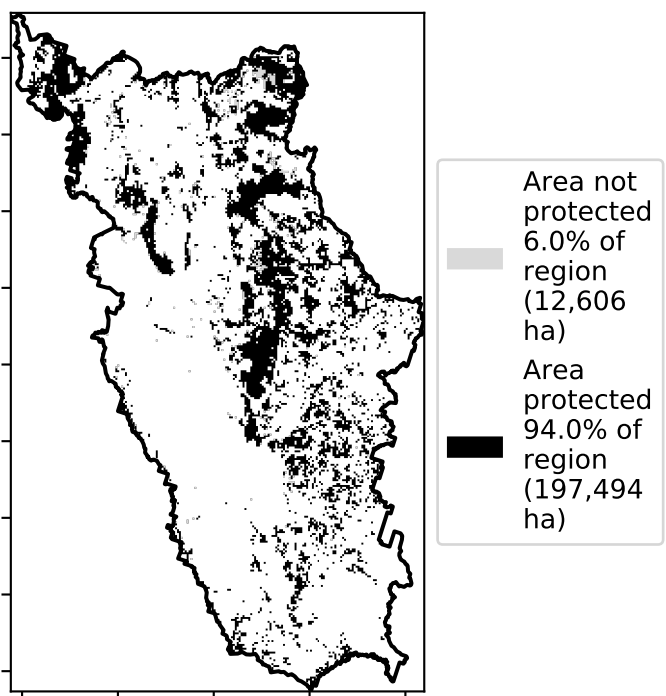 Area not
protected
6.0% of
region
(12,606
ha)
Area
protected
94.0% of
region
(197,494
ha)